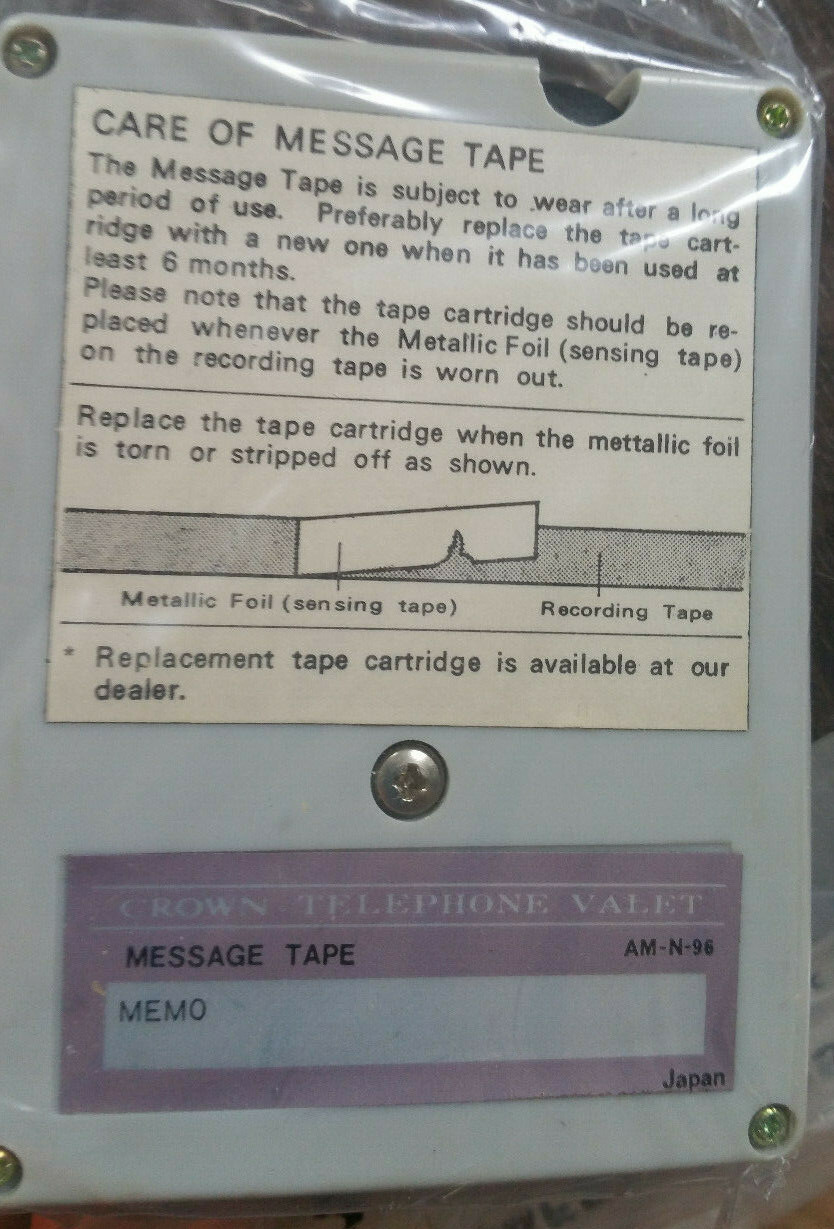 CARE OF MESSAGE TAPE
The Message Tape is subject to wear after a long
period of use. Preferably replace the tape cart-
ridge with a new one when it has been used at
least 6 months.
Please note that the tape cartridge should be re-
placed whenever the Metallic Foil (sensing tape)
on the recording tape is worn out.
Replace the tape cartridge when the mettallic foil
is torn or stripped off as shown.
Metallic Foil (sensing tape) Recording Tape
* Replacement tape cartridge is available at our
dealer.
CROWN TELEPHONE VALET
MESSAGE TAPE AM-N-96
MEMO
Japan